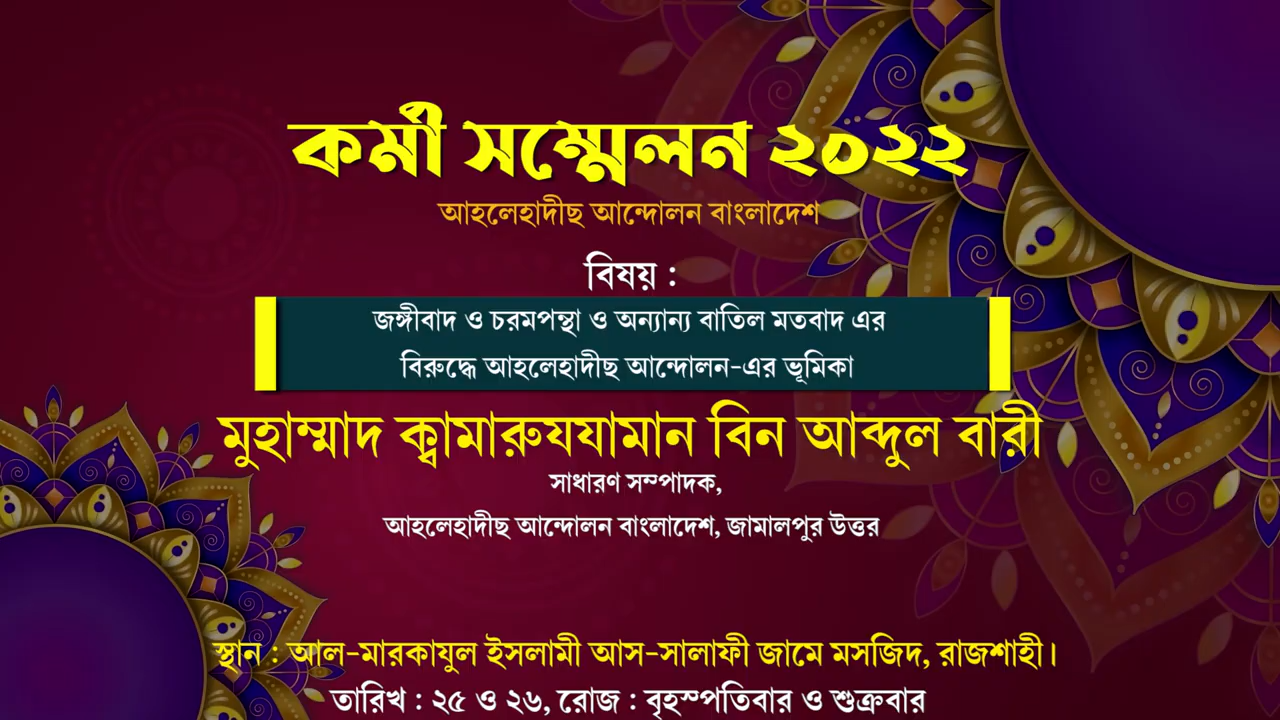 কর্মী সম্মেলন ২০২২
আহলেহাদীছ আন্দোলন বাংলাদেশ
বিষয় :
জঙ্গীবাদ ও চরমপন্থা ও অন্যান্য বাতিল মতবাদ এর
বিরুদ্ধে আহলেহাদীছ আন্দোলন-এর ভূমিকা
মুহাম্মাদ ক্বামারুযযামান বিন আব্দুল বারী
সাধারণ সম্পাদক,
আহলেহাদীছ আন্দোলন বাংলাদেশ, জামালপুর উত্তর
স্থান : আল-মারকাযুল ইসলামী আস-সালাফী জামে মসজিদ, রাজশাহী।
তারিখ : ২৫ ও ২৬, রোজ : বৃহস্পতিবার ও শুক্রবার